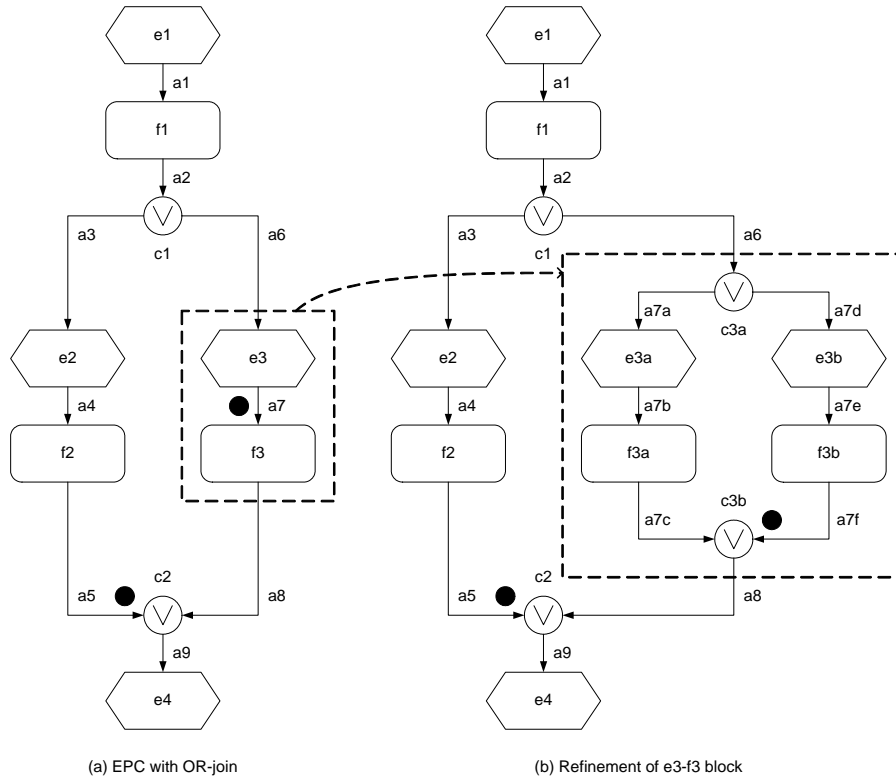 e1
a1
f1
a2
a3
a6
c1
e2
e3
a4
a7
f2
f3
c2
a5
a8
a9
e4
(a) EPC with OR-join
e1
a1
f1
a2
a3
a6
c1
a7a
a7d
c3a
e2
e3a
e3b
a4
a7b
a7e
f2
f3a
f3b
c3b
a7c
a7f
c2
a5
a8
a9
e4
(b) Refinement of e3-f3 block